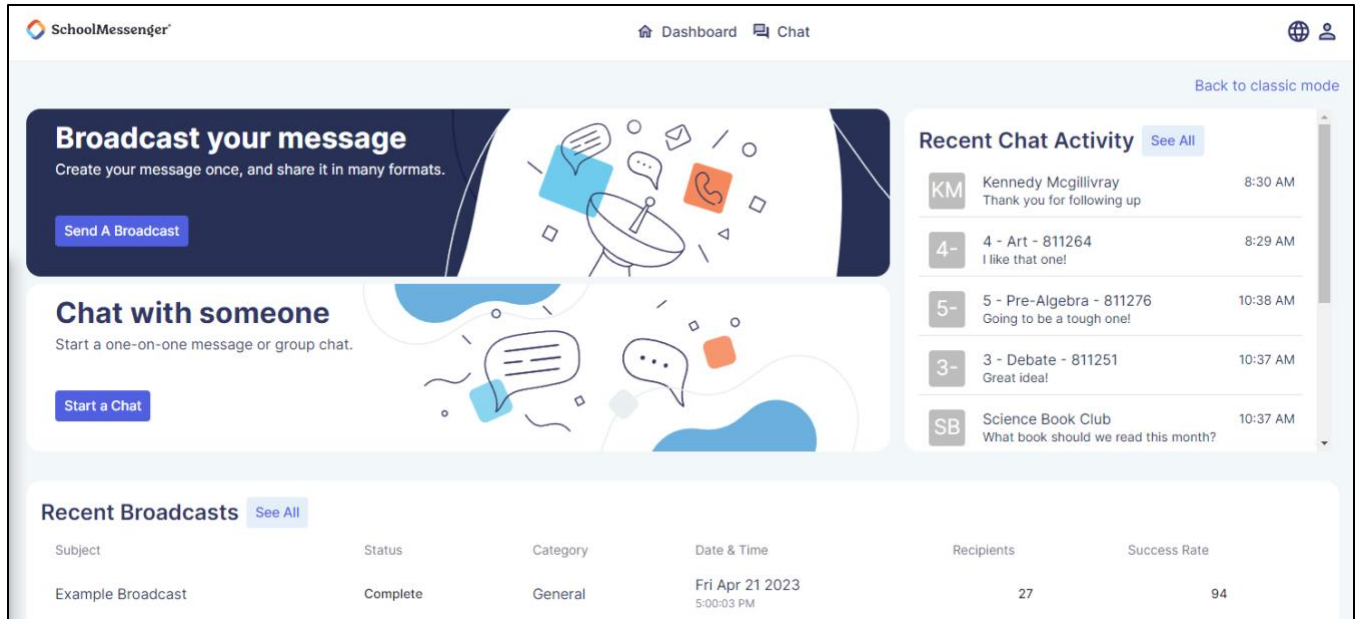 SchoolMessenger®
Dashboard Chat
Back to classic mode
Broadcast your message
Create your message once, and share it in many formats.
Send A Broadcast
Chat with someone
Start a one-on-one message or group chat.
Start a Chat
Recent Chat Activity See All
KM Kennedy Mcgillivray 8:30 AM
Thank you for following up
4- 4 - Art - 811264 8:29 AM
I like that one!
5- 5 - Pre-Algebra - 811276 10:38 AM
Going to be a tough one!
3- 3 - Debate - 811251 10:37 AM
Great idea!
SB Science Book Club 10:37 AM
What book should we read this month?
Recent Broadcasts See All
Subject Status Category Date & Time Recipients Success Rate
Example Broadcast Complete General Fri Apr 21 2023 27 94
5:00:03 PM